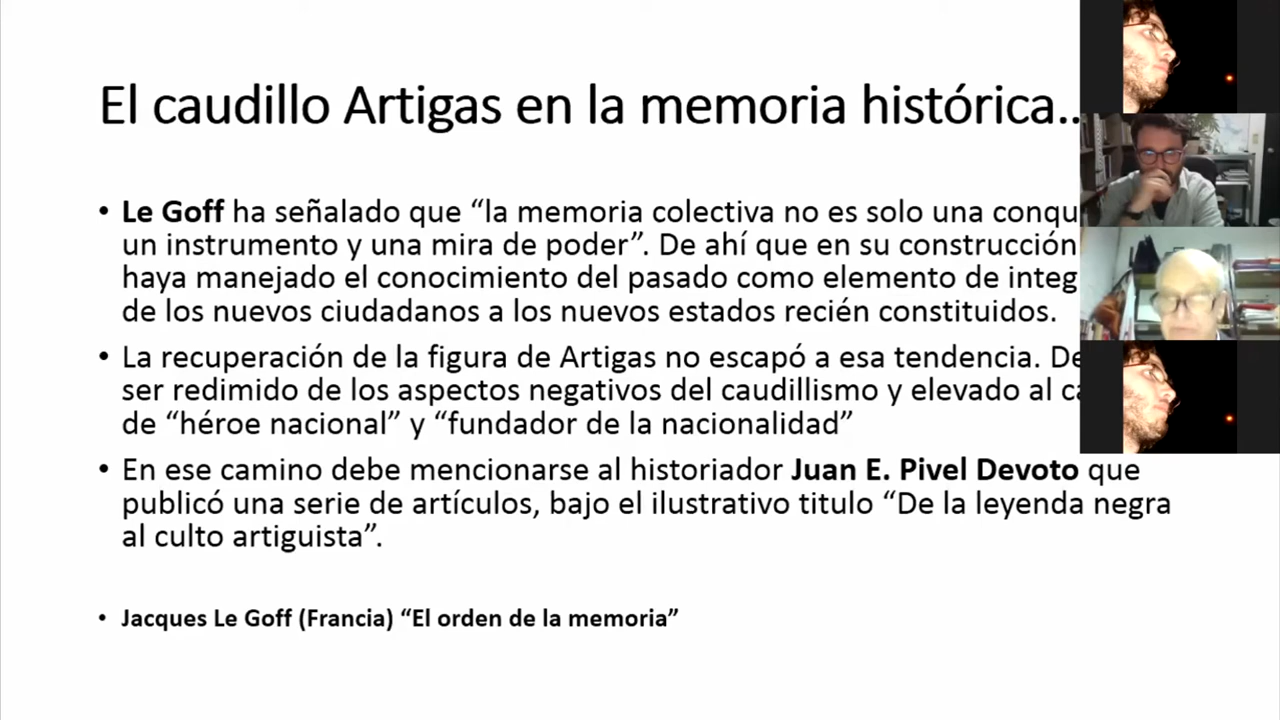 El caudillo Artigas en la memoria histórica..
• Le Goff ha señalado que “la memoria colectiva no es solo una
un instrumento y una mira de poder”. De ahí que en su construcción
haya manejado el conocimiento del pasado como elemento de
de los nuevos ciudadanos a los nuevos estados recién constituidos.
• La recuperación de la figura de Artigas no escapó a esa tendencia.
ser redimido de los aspectos negativos del caudillismo y elevado al
de “héroe nacional” y “fundador de la nacionalidad”
• En ese camino debe mencionarse al historiador Juan E. Pivel Devoto que
publicó una serie de artículos, bajo el ilustrativo titulo “De la leyenda negra
al culto artiguista”.
• Jacques Le Goff (Francia) “El orden de la memoria”